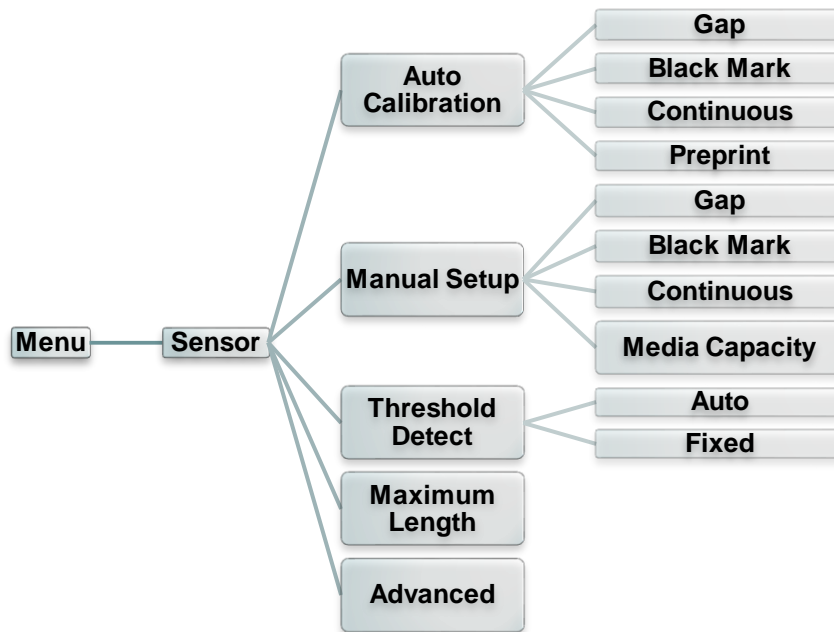 Menu
Sensor
Auto
Calibration
Gap
Black Mark
Continuous
Preprint
Manual Setup
Gap
Black Mark
Continuous
Media Capacity
Threshold
Detect
Auto
Fixed
Maximum
Length
Advanced